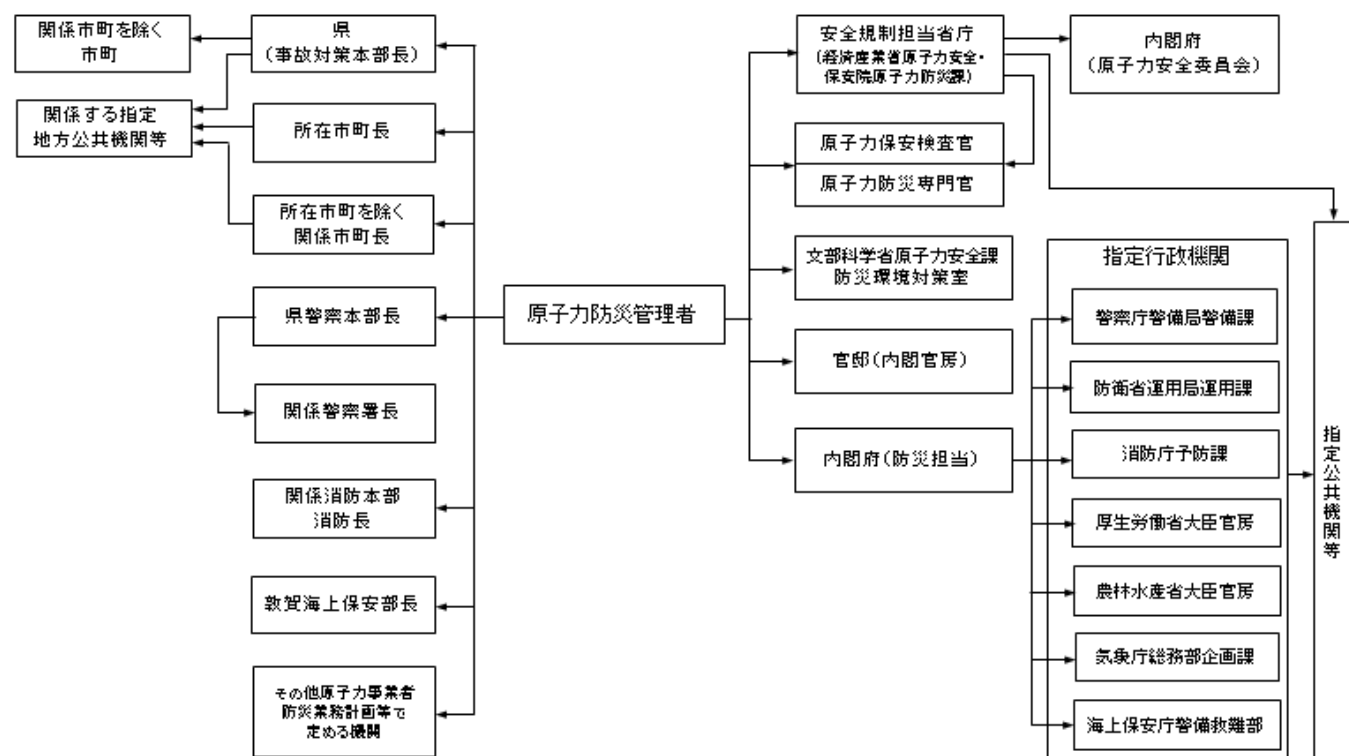 関係市町を除く
市町
県
（事故対策本部長）
関係する指定
地方公共機関等
所在市町長
所在市町を除く
関係市町長
県警察本部長
関係警察署長
関係消防本部
消防長
敦賀海上保安部長
その他原子力事業者
防災業務計画等で
定める機関
原子力防災管理者
安全規制担当省庁
(経済産業省原子力安全・
保安院原子力防災課)
内閣府
（原子力安全委員会）
原子力保安検査官
原子力防災専門官
文部科学省原子力安全課
防災環境対策室
官邸(内閣官房)
内閣府(防災担当)
指定行政機関
警察庁警備局警備課
防衛省運用局運用課
消防庁予防課
厚生労働省大臣官房
農林水産省大臣官房
気象庁総務部企画課
海上保安庁警備救難部
指定公共機関等